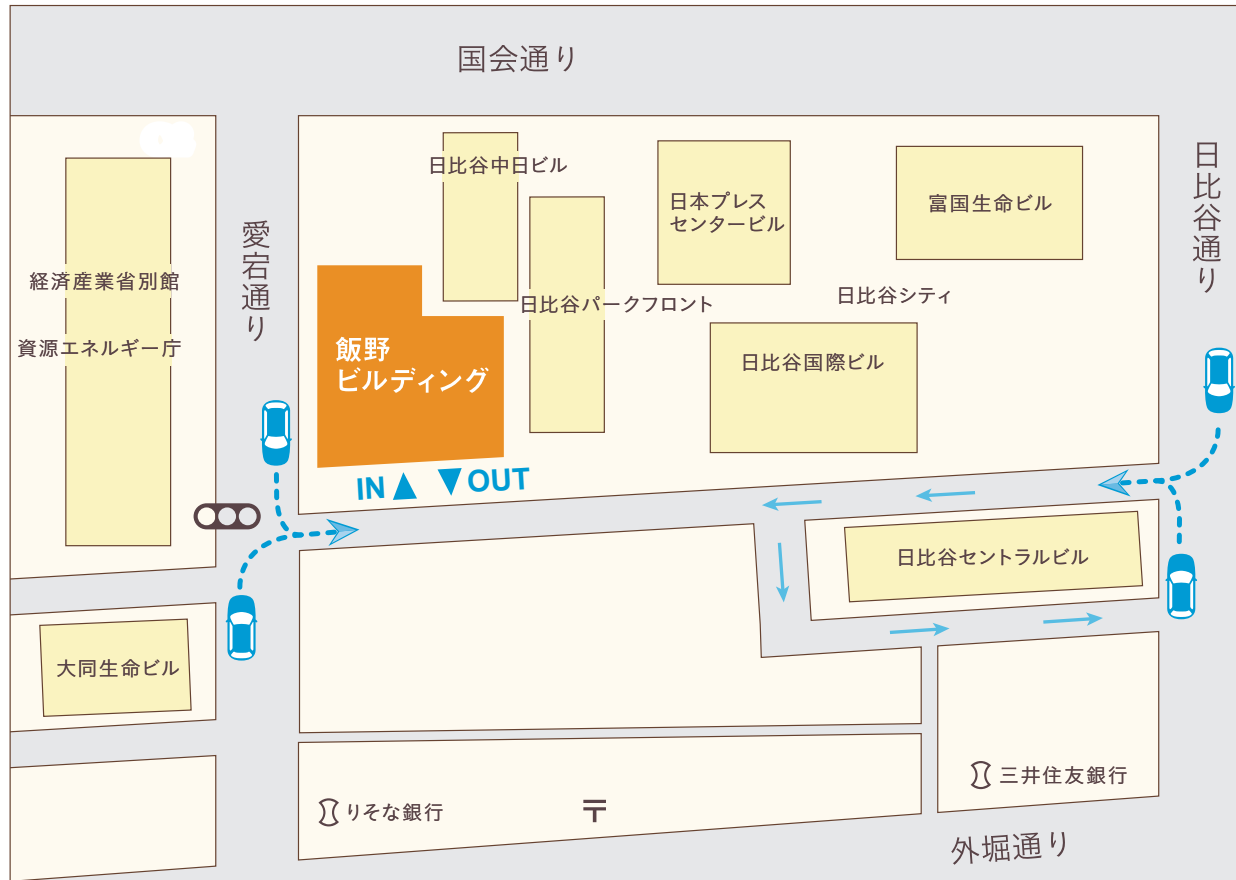 国会通り
日比谷中日ビル
日本プレス
センタービル
富国生命ビル
日比谷通り
愛宕通り
経済産業省別館
資源エネルギー庁
日比谷パークフロント
日比谷シティ
飯野
ビルディング
日比谷国際ビル
IN▲ ▼OUT
日比谷セントラルビル
大同生命ビル
三井住友銀行
りそな銀行
〒
外堀通り